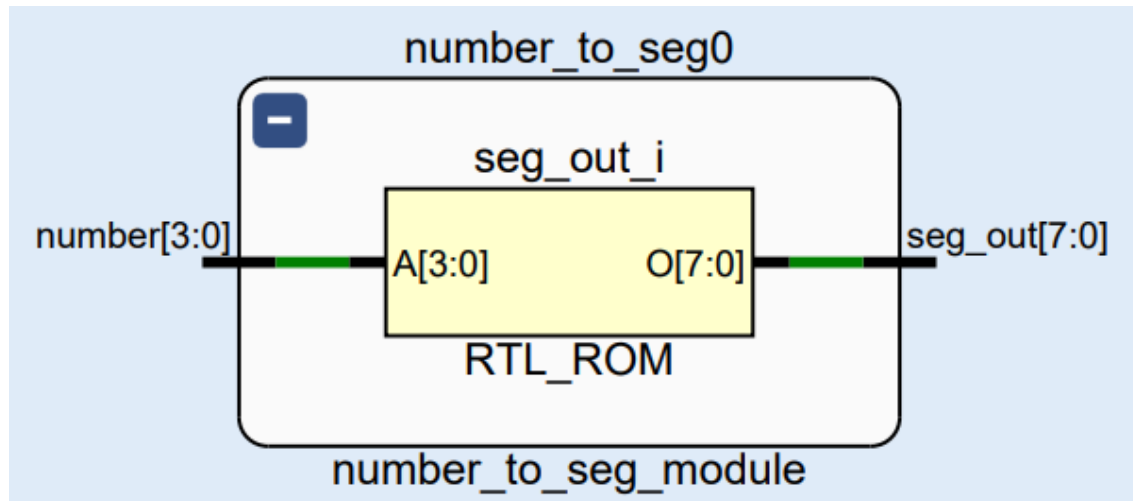 number_to_seg0
seg_out_i
number[3:0]
A[3:0]
O[7:0]
seg_out[7:0]
RTL_ROM
number_to_seg_module